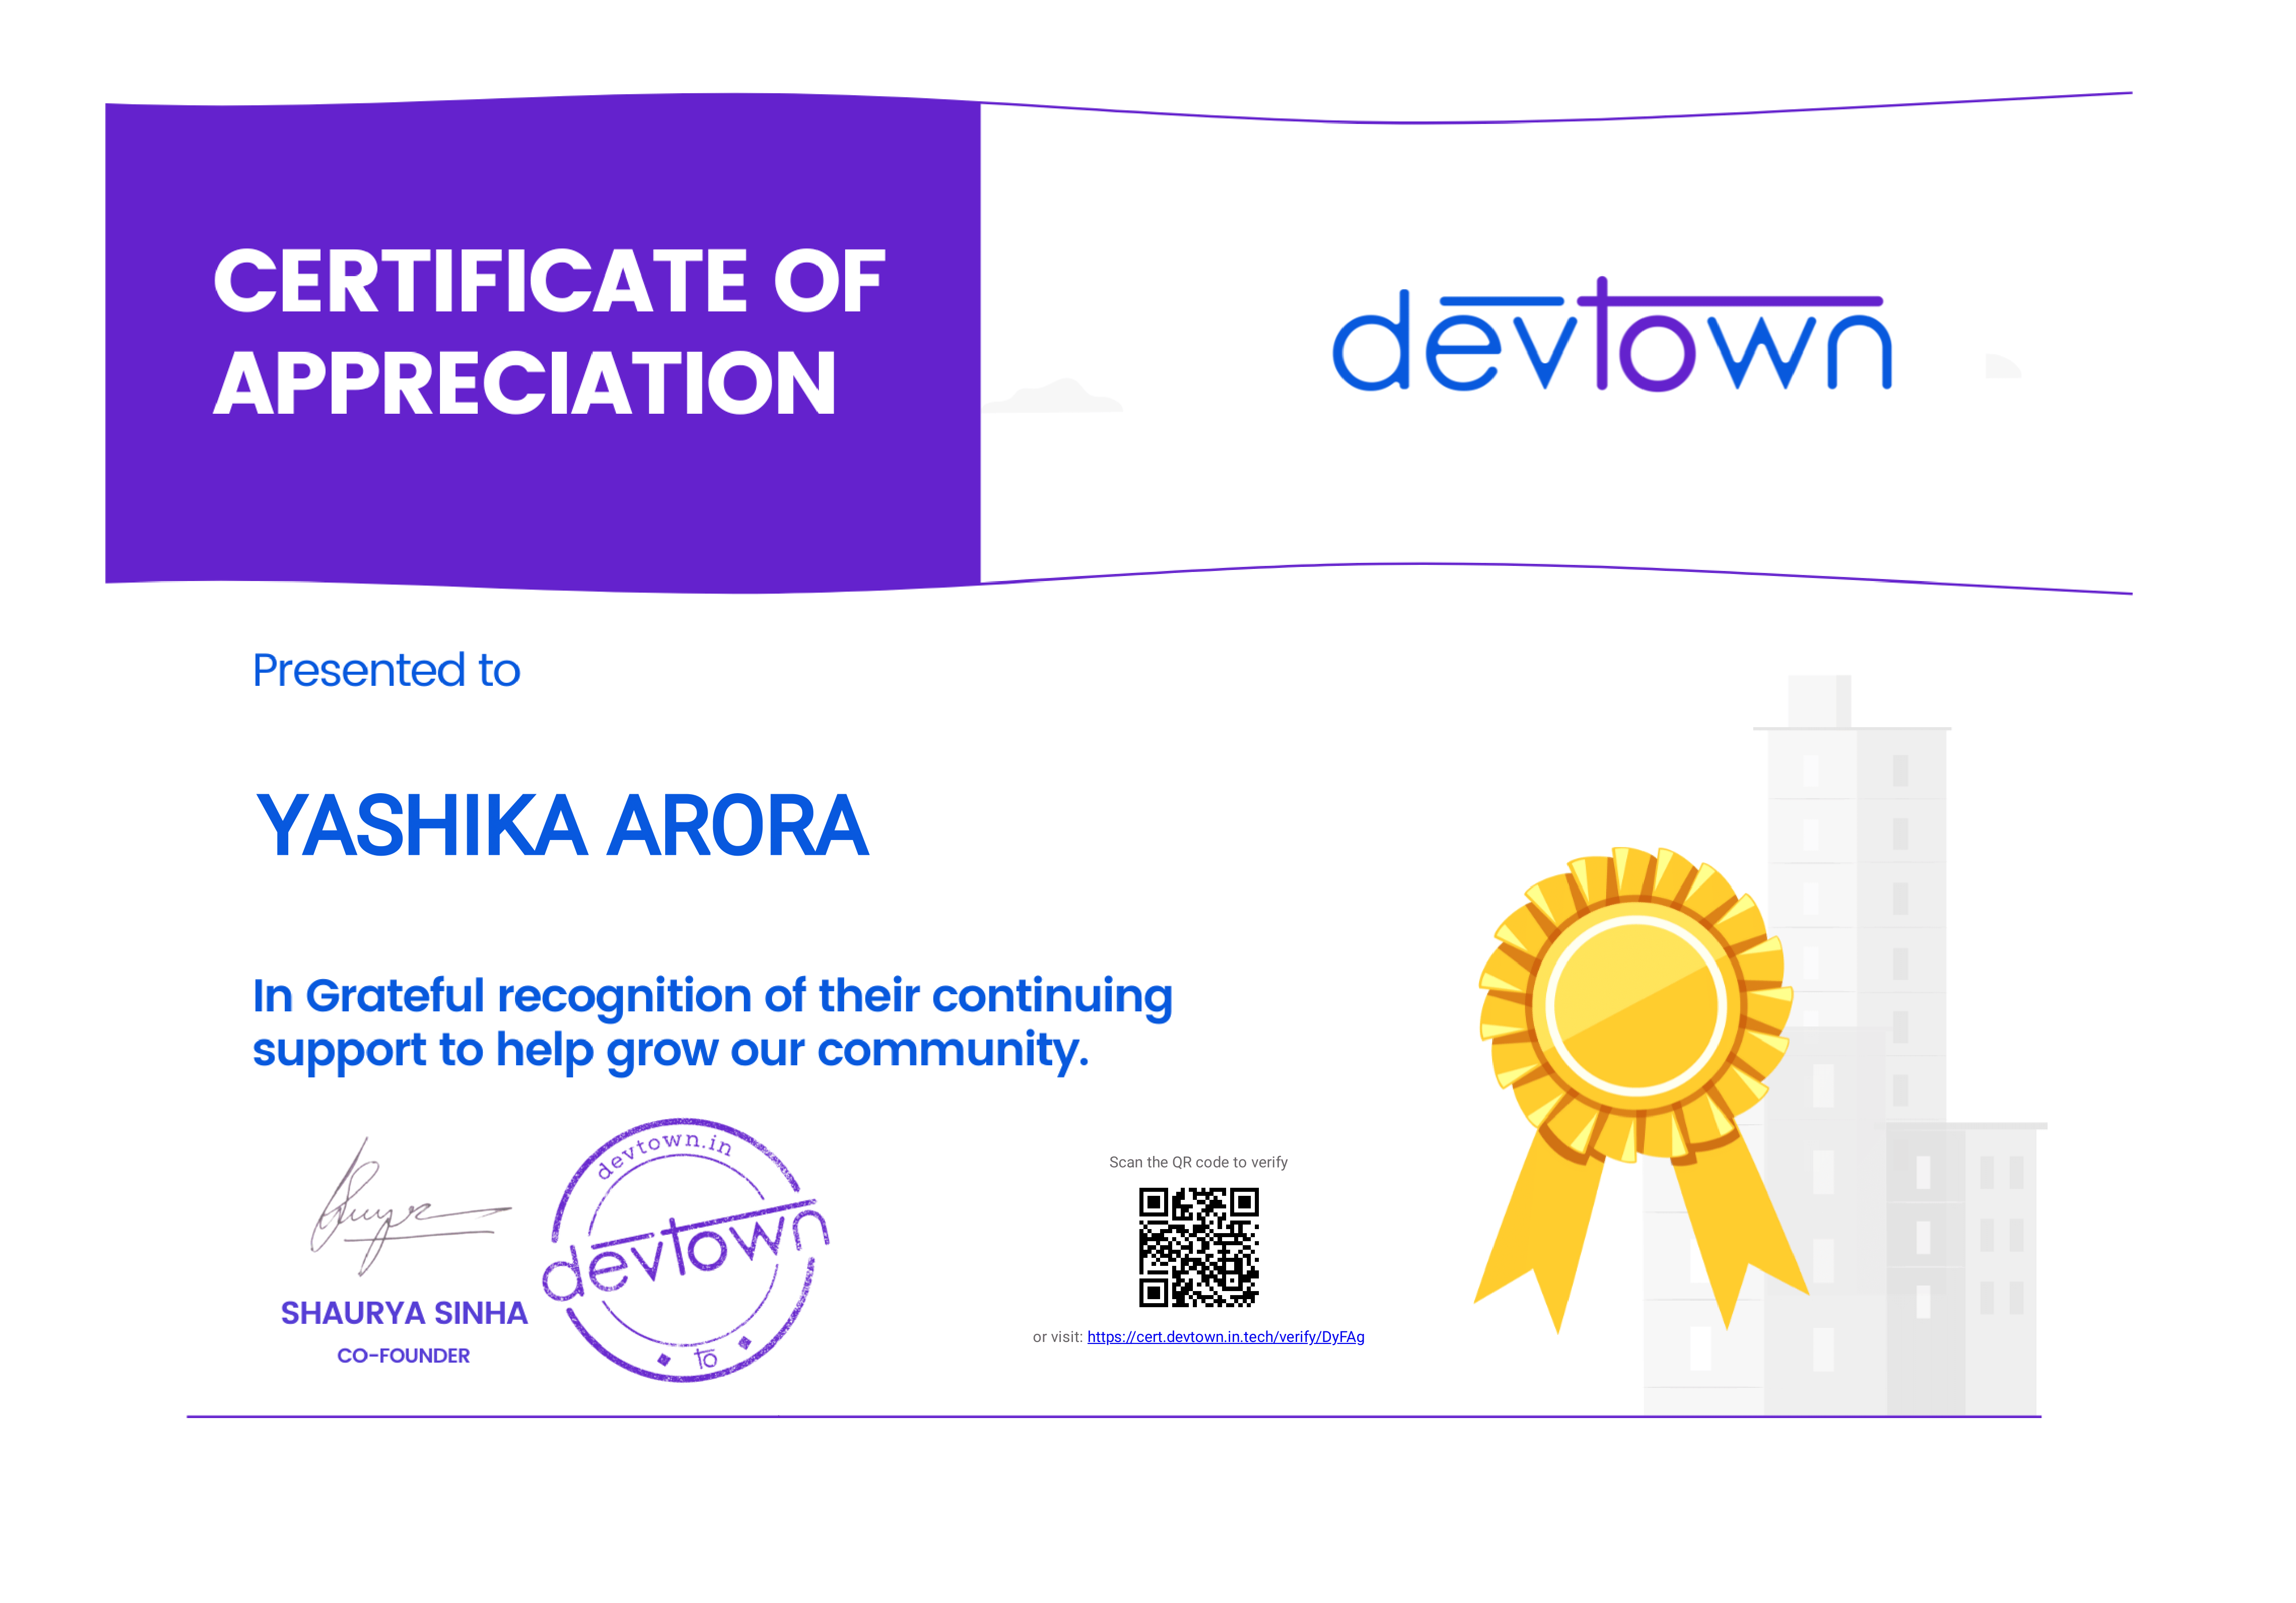 CERTIFICATE OF
APPRECIATION
devtown
Presented to
YASHIKA ARORA
In Grateful recognition of their continuing
support to help grow our community.
devtown.in
devtown
to
SHAURYA SINHA
CO-FOUNDER
Scan the QR code to verify
or visit: https://cert.devtown.in.tech/verify/DyFAg